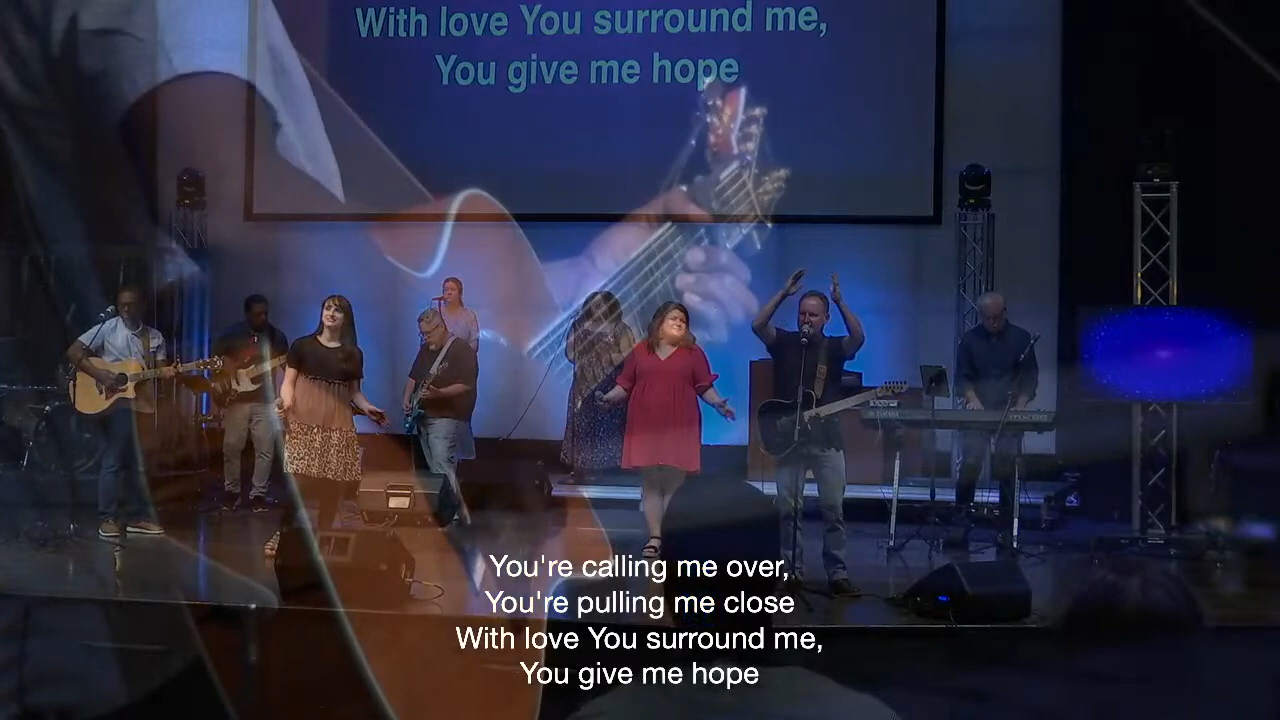 With love You surround me,
You give me hope
You're calling me over,
You're pulling me close
With love You surround me,
You give me hope